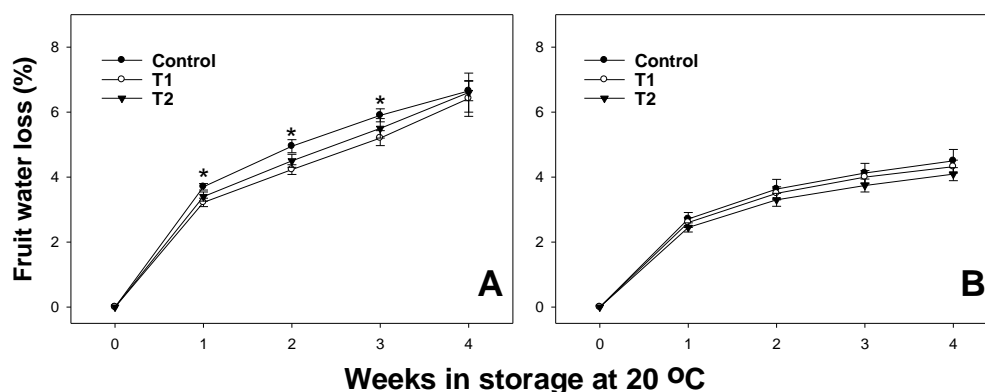 Fruit water loss (%)
8
6
4
2
0
Control
T1
T2
*
*
*
A
0 1 2 3 4
8
6
4
2
0
Control
T1
T2
B
0 1 2 3 4
Weeks in storage at 20 ºC